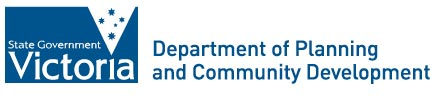 State Government
Victoria
Department of Planning
and Community Development